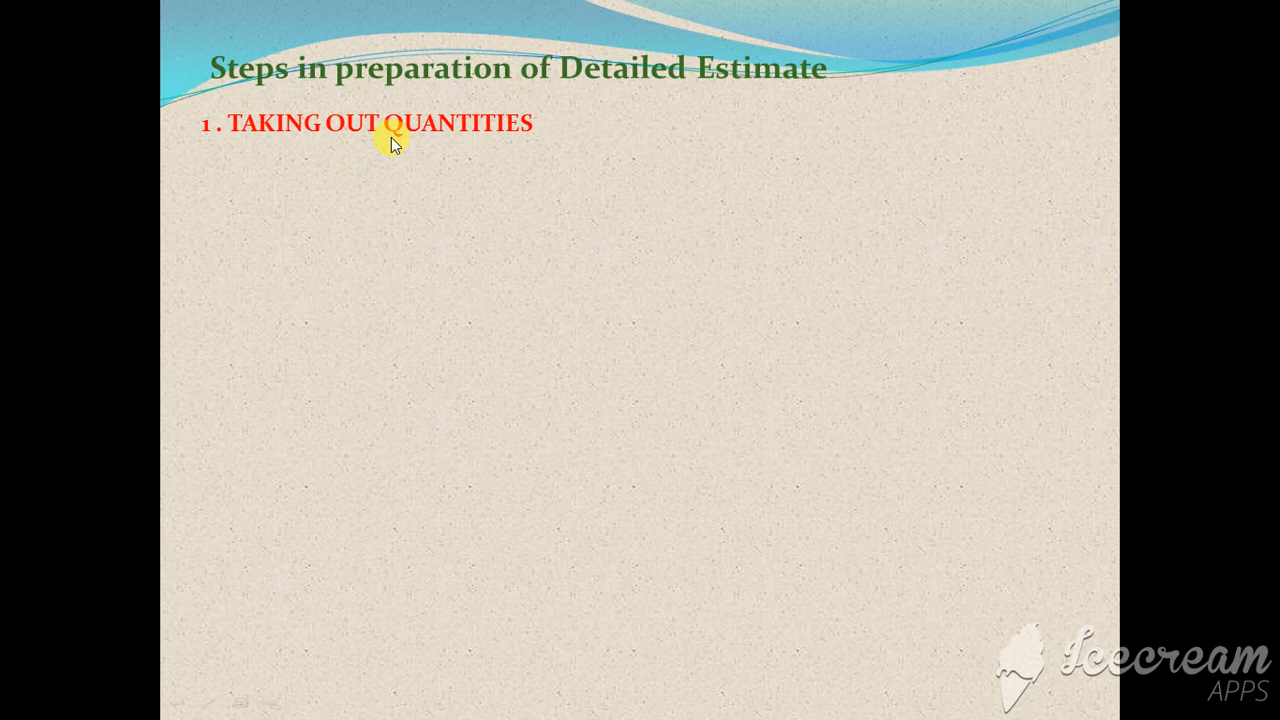 Steps in preparation of Detailed Estimate
1 . TAKING OUT QUANTITIES
Icecream
APPS